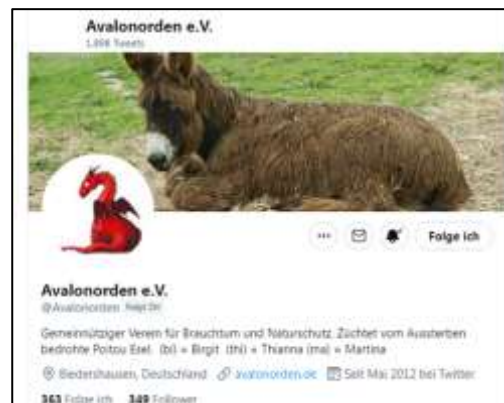 Avalonorden e.V.
1.898 Tweets
Folge ich
Avalonorden e.V.
@Avalonorden Folgt Dir
Gemeinnütziger Verein für Brauchtum und Naturschutz. Züchtet vom Aussterben
bedrohte Poitou Esel. (bi) = Birgit (thi) = Thianna (ma) = Martina
Biedershausen, Deutschland avalonorden.de Seit Mai 2012 bei Twitter
363 Folge ich 349 Follower